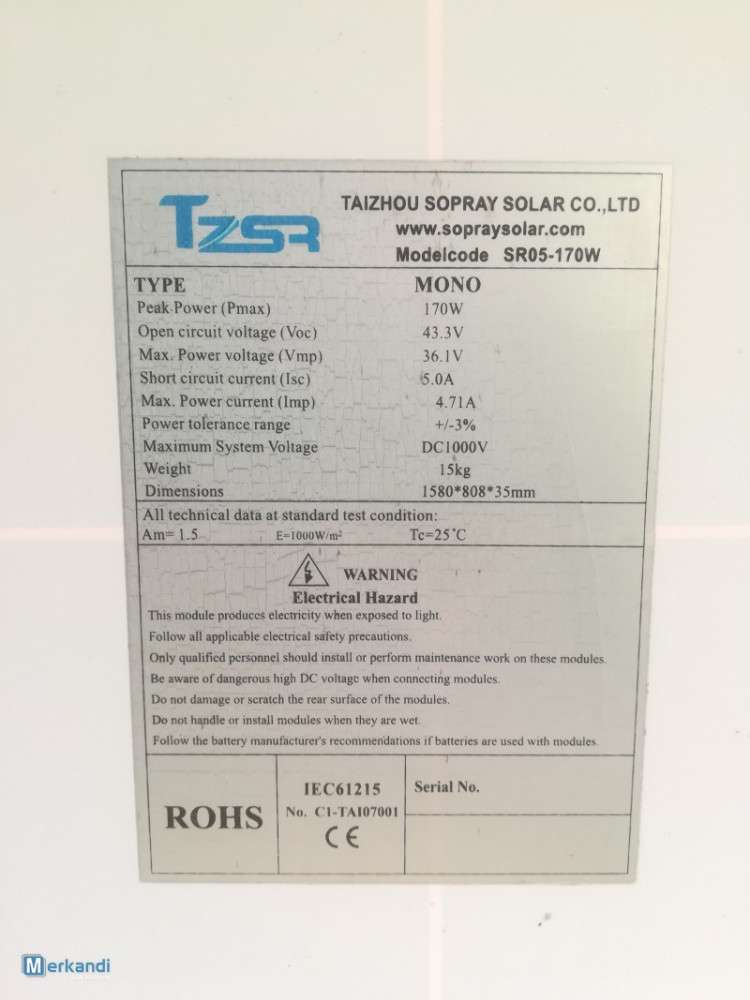 TZSR
TAIZHOU SOPRAY SOLAR CO.,LTD
www.sopraysolar.com
Modelcode SR05-170W
TYPE MONO
Peak Power (Pmax) 170W
Open circuit voltage (Voc) 43.3V
Max. Power voltage (Vmp) 36.1V
Short circuit current (Isc) 5.0A
Max. Power current (Imp) 4.71A
Power tolerance range +/-3%
Maximum System Voltage DC1000V
Weight 15kg
Dimensions 1580*808*35mm
All technical data at standard test condition:
Am= 1.5 E=1000W/m² Tc=25˚C
WARNING
Electrical Hazard
This module produces electricity when exposed to light.
Follow all applicable electrical safety precautions.
Only qualified personnel should install or perform maintenance work on these modules.
Be aware of dangerous high DC voltage when connecting modules.
Do not damage or scratch the rear surface of the modules.
Do not handle or install modules when they are wet.
Follow the battery manufacturer's recommendations if batteries are used with modules.
ROHS
IEC61215
No. C1-TAI07001
CE
Serial No.
Merkandi